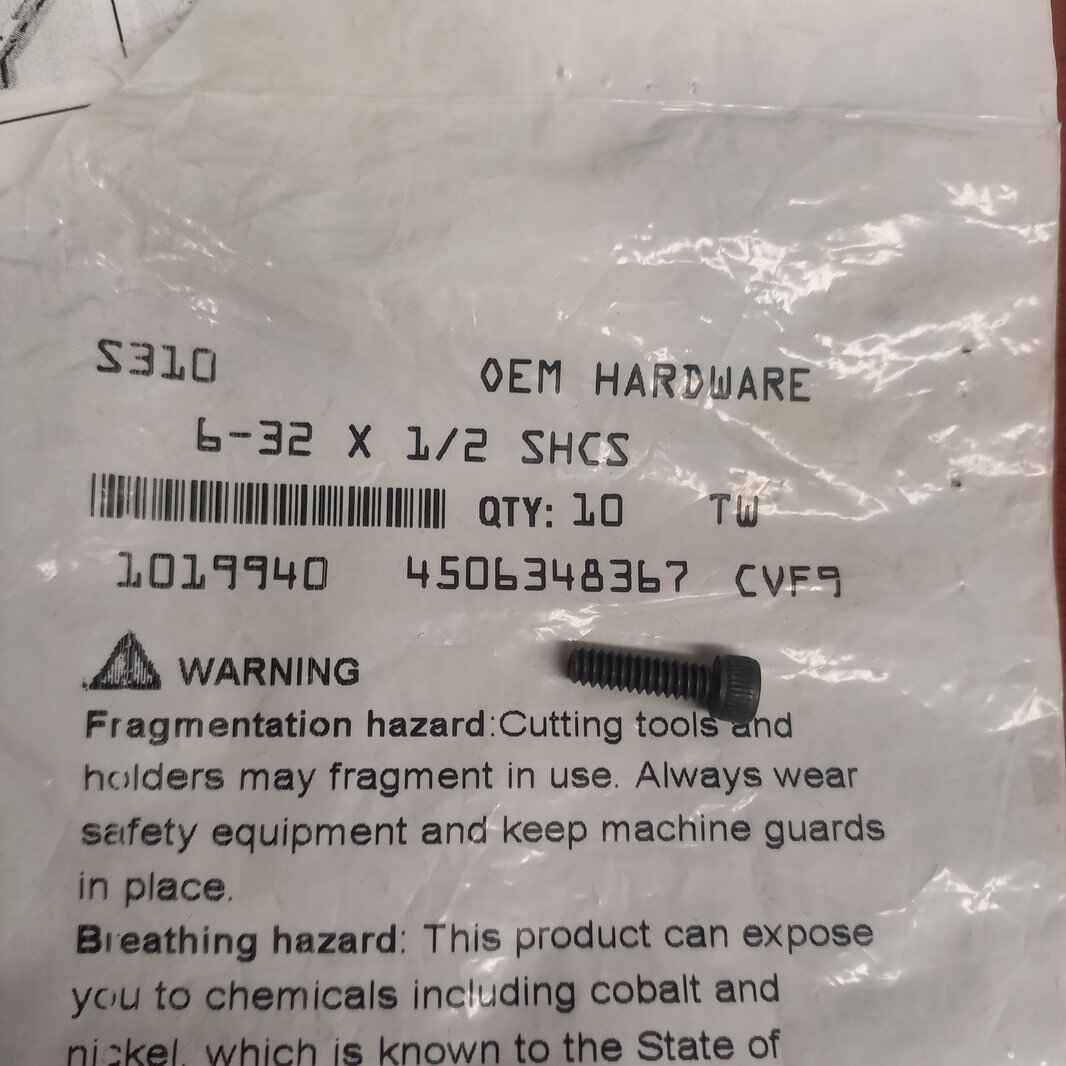 S310 OEM HARDWARE
6-32 X 1/2 SHCS
QTY: 10 TW
1019940 4506348367 CVF9
WARNING
Fragmentation hazard:Cutting tools and
holders may fragment in use. Always wear
safety equipment and keep machine guards
in place.
Breathing hazard: This product can expose
you to chemicals including cobalt and
nickel, which is known to the State of